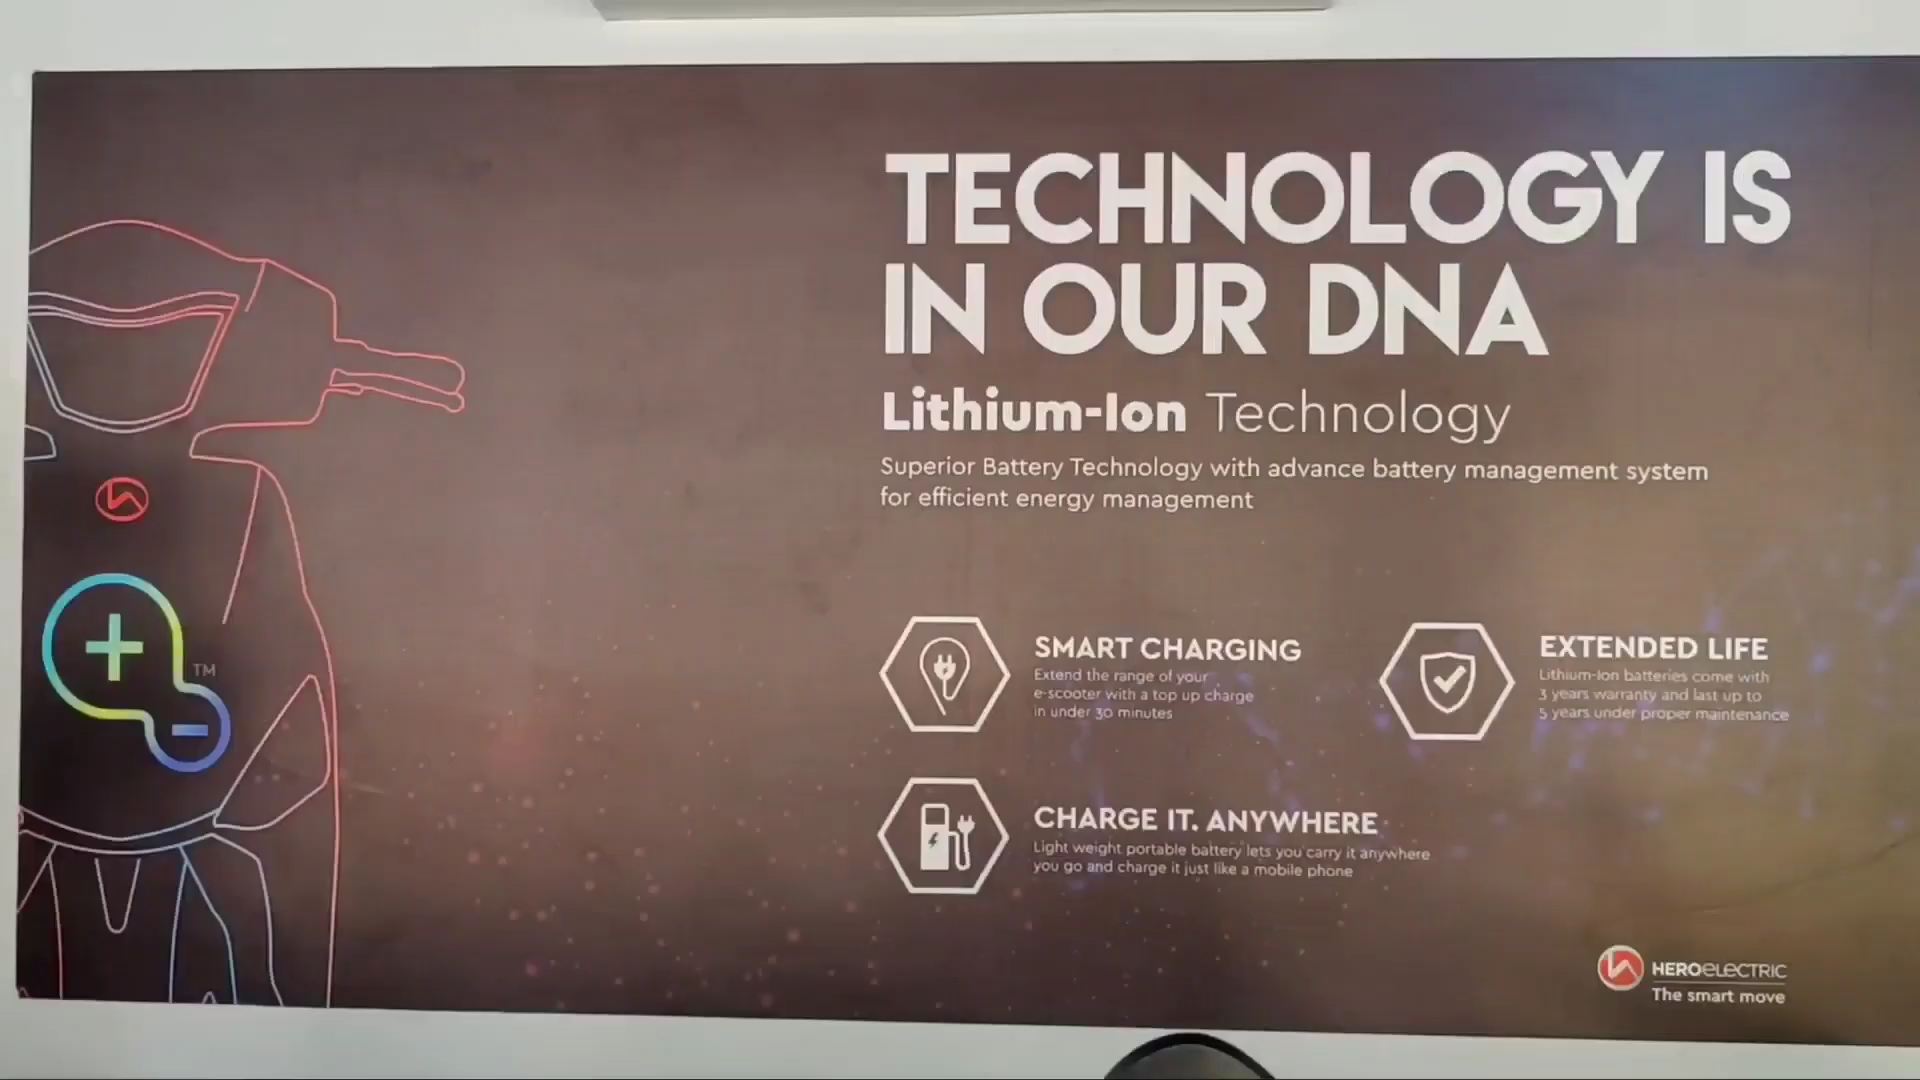 TECHNOLOGY IS
IN OUR DNA
Lithium-Ion Technology
Superior Battery Technology with advance battery management system
for efficient energy management
SMART CHARGING
Extend the range of your
e-scooter with a top up charge
in under 30 minutes
EXTENDED LIFE
Lithium-Ion batteries come with
3 years warranty and last up to
5 years under proper maintenance
CHARGE IT. ANYWHERE
Light weight portable battery lets you carry it anywhere
you go and charge it just like a mobile phone
TM
HEROELECTRIC
The smart move